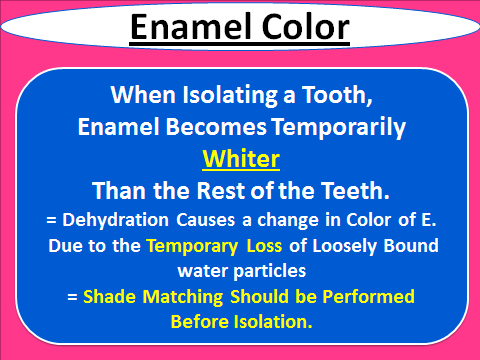 Enamel Color
When Isolating a Tooth,
Enamel Becomes Temporarily
Whiter
Than the Rest of the Teeth.
= Dehydration Causes a change in Color of E.
Due to the Temporary Loss of Loosely Bound
water particles
= Shade Matching Should be Performed
Before Isolation.